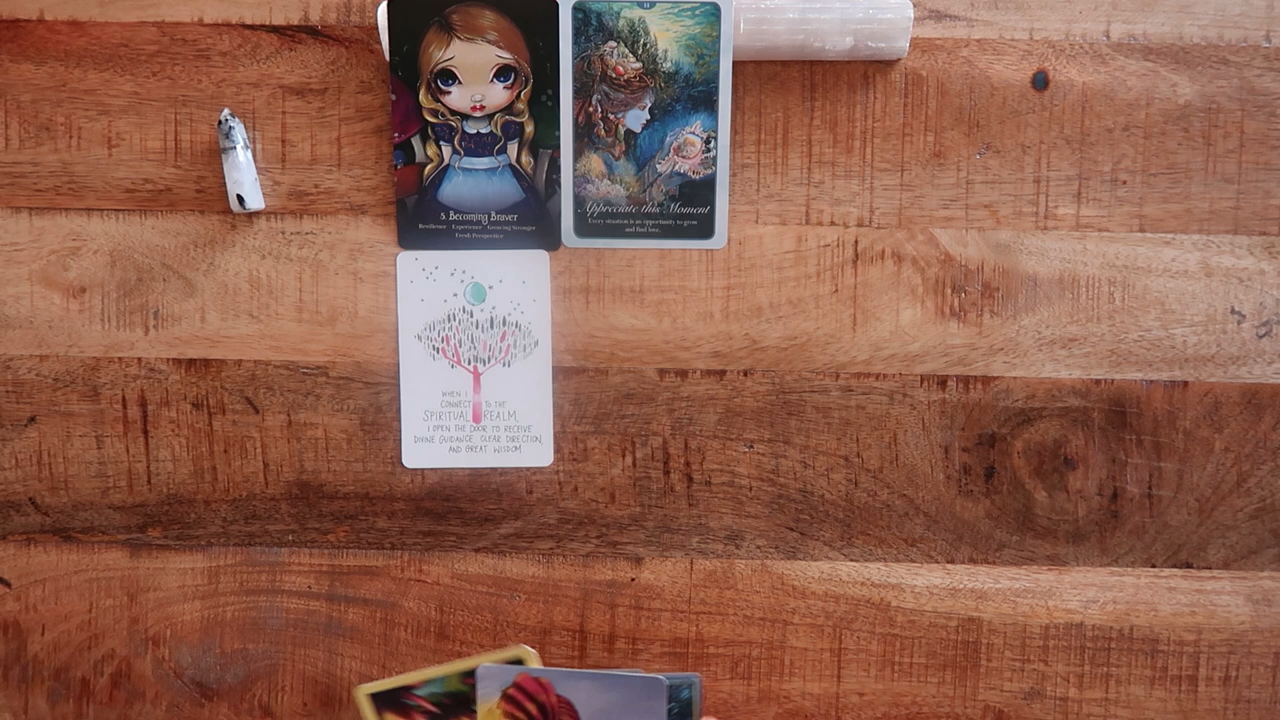 5. Becoming Braver
Resilience Experience Growing Stronger
Fresh Perspective
11
Appreciate this Moment
Every situation is an opportunity to grow
and find love.
WHEN I
CONNECT TO THE
SPIRITUAL REALM,
I OPEN THE DOOR TO RECEIVE
DIVINE GUIDANCE, CLEAR DIRECTION,
AND GREAT WISDOM